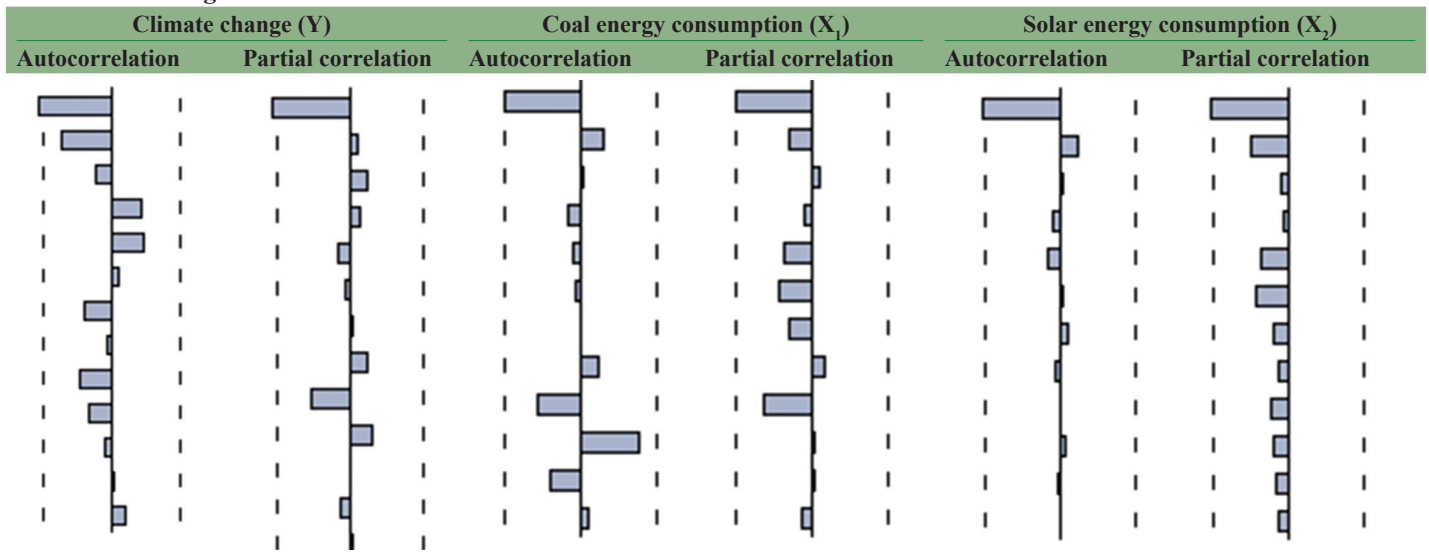 Climate change (Y) Coal energy consumption (X₁) Solar energy consumption (X₂)
Autocorrelation Partial correlation Autocorrelation Partial correlation Autocorrelation Partial correlation